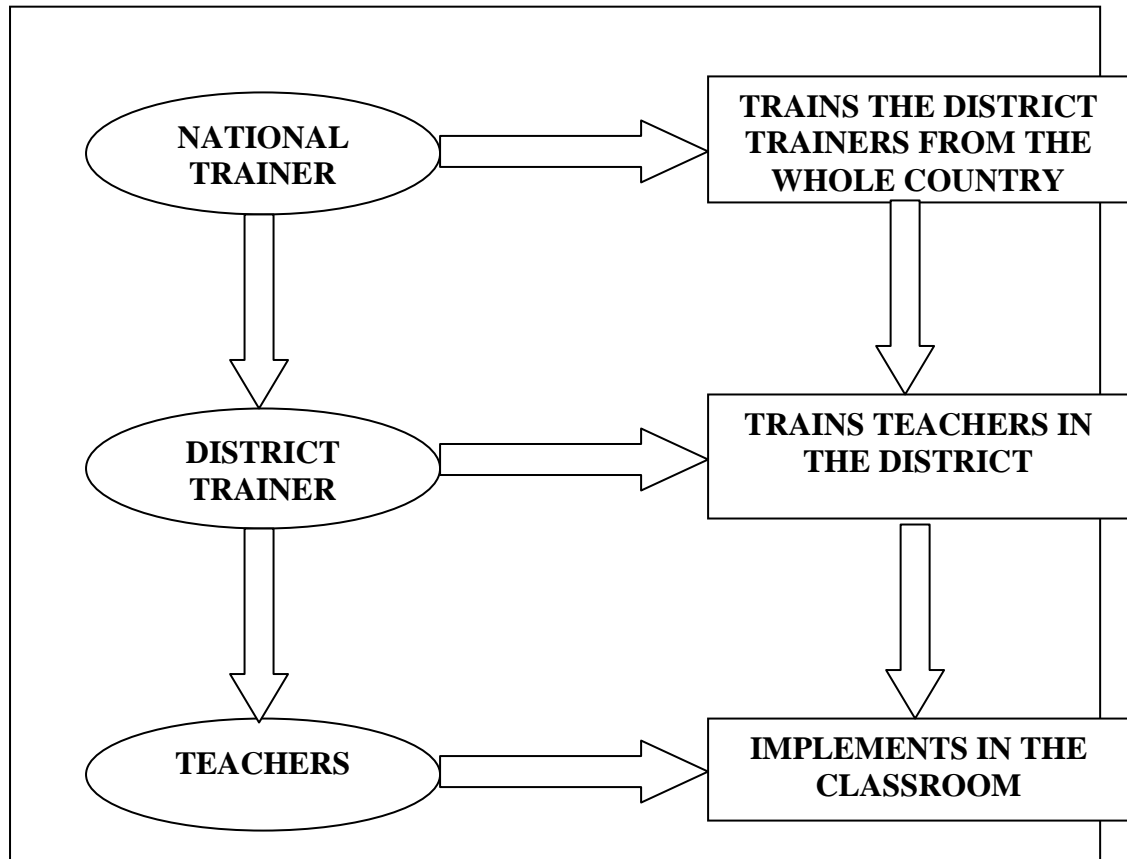 NATIONAL
TRAINER
TRAINS THE DISTRICT
TRAINERS FROM THE
WHOLE COUNTRY
DISTRICT
TRAINER
TRAINS TEACHERS IN
THE DISTRICT
TEACHERS
IMPLEMENTS IN THE
CLASSROOM